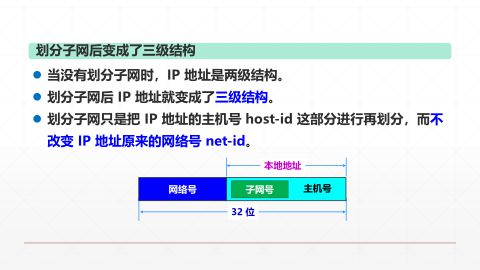 划分子网后变成了三级结构
当没有划分子网时，IP 地址是两级结构。
划分子网后 IP 地址就变成了三级结构。
划分子网只是把 IP 地址的主机号 host-id 这部分进行再划分，而不
改变 IP 地址原来的网络号 net-id。
本地地址
网络号 子网号 主机号
32 位